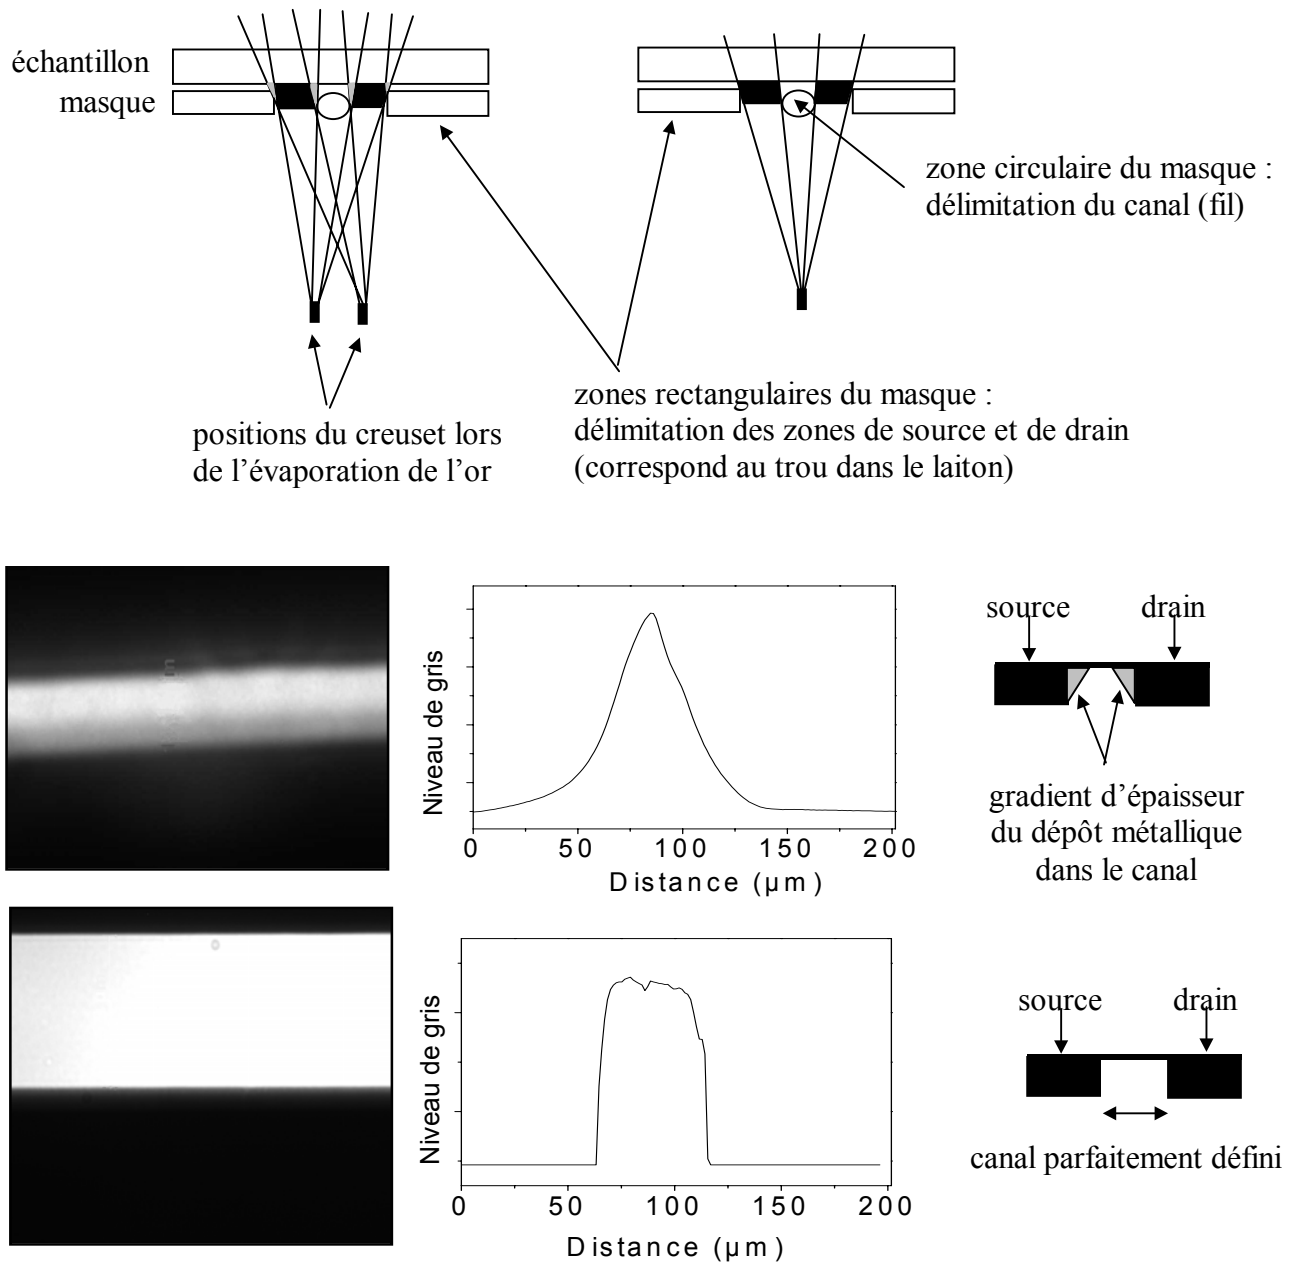 échantillon
masque
zone circulaire du masque :
délimitation du canal (fil)
zones rectangulaires du masque :
délimitation des zones de source et de drain
(correspond au trou dans le laiton)
positions du creuset lors
de l’évaporation de l’or
Niveau de gris
0 50 100 150 200
Distance (µm)
source drain
gradient d’épaisseur
du dépôt métallique
dans le canal
Niveau de gris
0 50 100 150 200
Distance (µm)
source drain
canal parfaitement défini